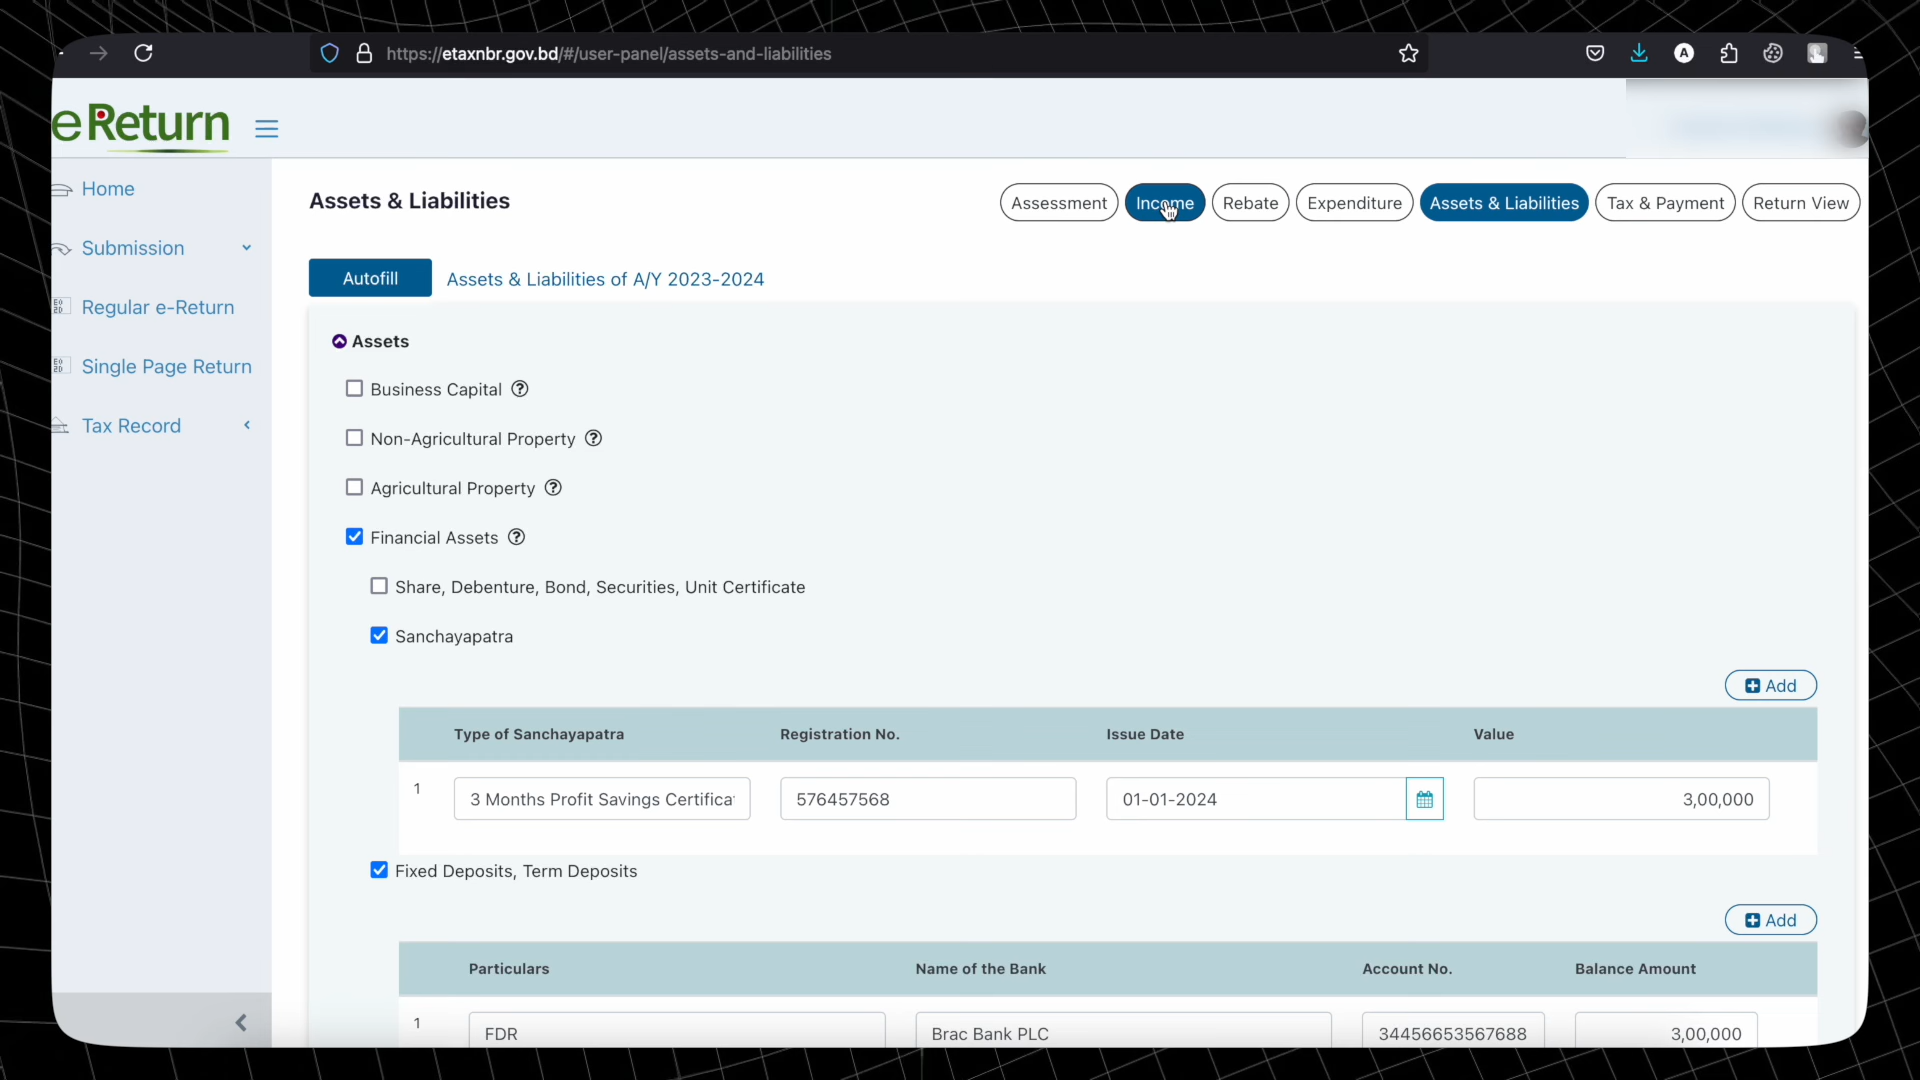 https://etaxnbr.gov.bd/#/user-panel/assets-and-liabilities
A
e Return
Home
Submission
Regular e-Return
Single Page Return
Tax Record
Assets & Liabilities
Assessment
Income
Rebate
Expenditure
Assets & Liabilities
Tax & Payment
Return View
Autofill
Assets & Liabilities of A/Y 2023-2024
Assets
Business Capital ?
Non-Agricultural Property ?
Agricultural Property ?
Financial Assets ?
Share, Debenture, Bond, Securities, Unit Certificate
Sanchayapatra
Add
Type of Sanchayapatra Registration No. Issue Date Value
1 3 Months Profit Savings Certifica 576457568 01-01-2024 3,00,000
Fixed Deposits, Term Deposits
Add
Particulars Name of the Bank Account No. Balance Amount
1 FDR Brac Bank PLC 34456653567688 3,00,000